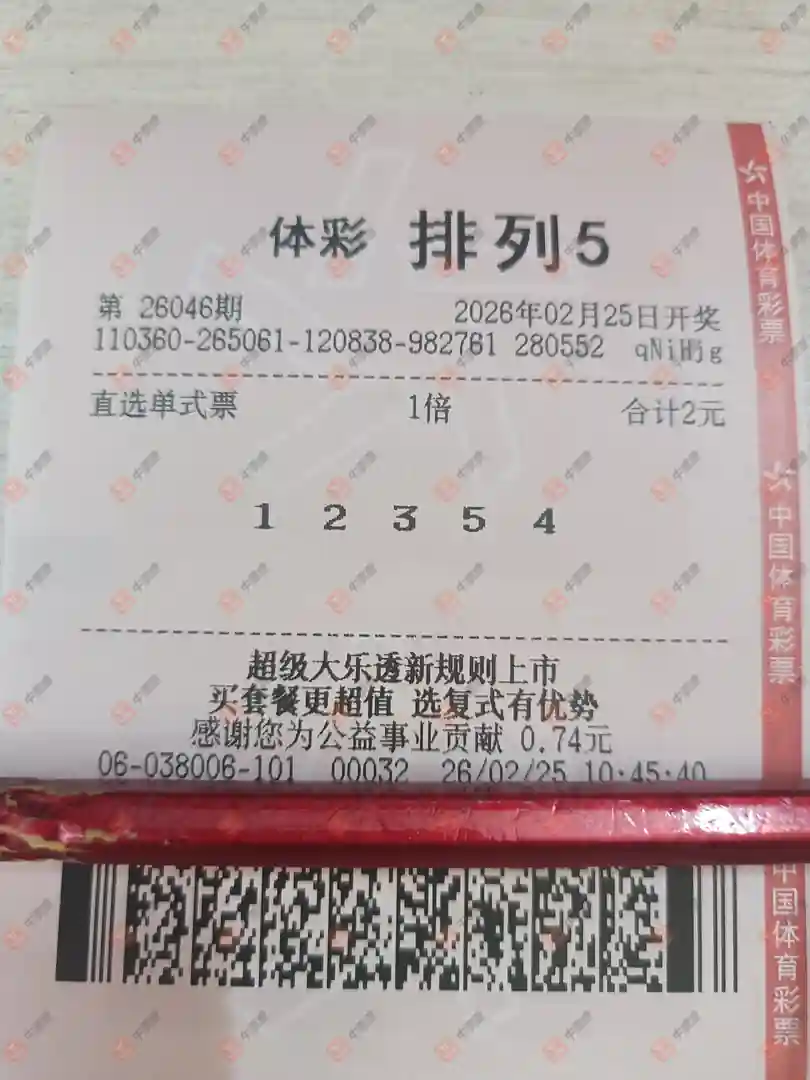 体彩 排列5
第 26046期 2026年02月25日开奖
110360-265061-120838-982761 280552 qNiHjg
直选单式票 1倍 合计2元
1 2 3 5 4
超级大乐透新规则上市
买套餐更超值 选复式有优势
感谢您为公益事业贡献 0.74元
06-038006-101 00032 26/02/25 10:45:40
中国体育彩票
中国体育彩票
中国体育彩票